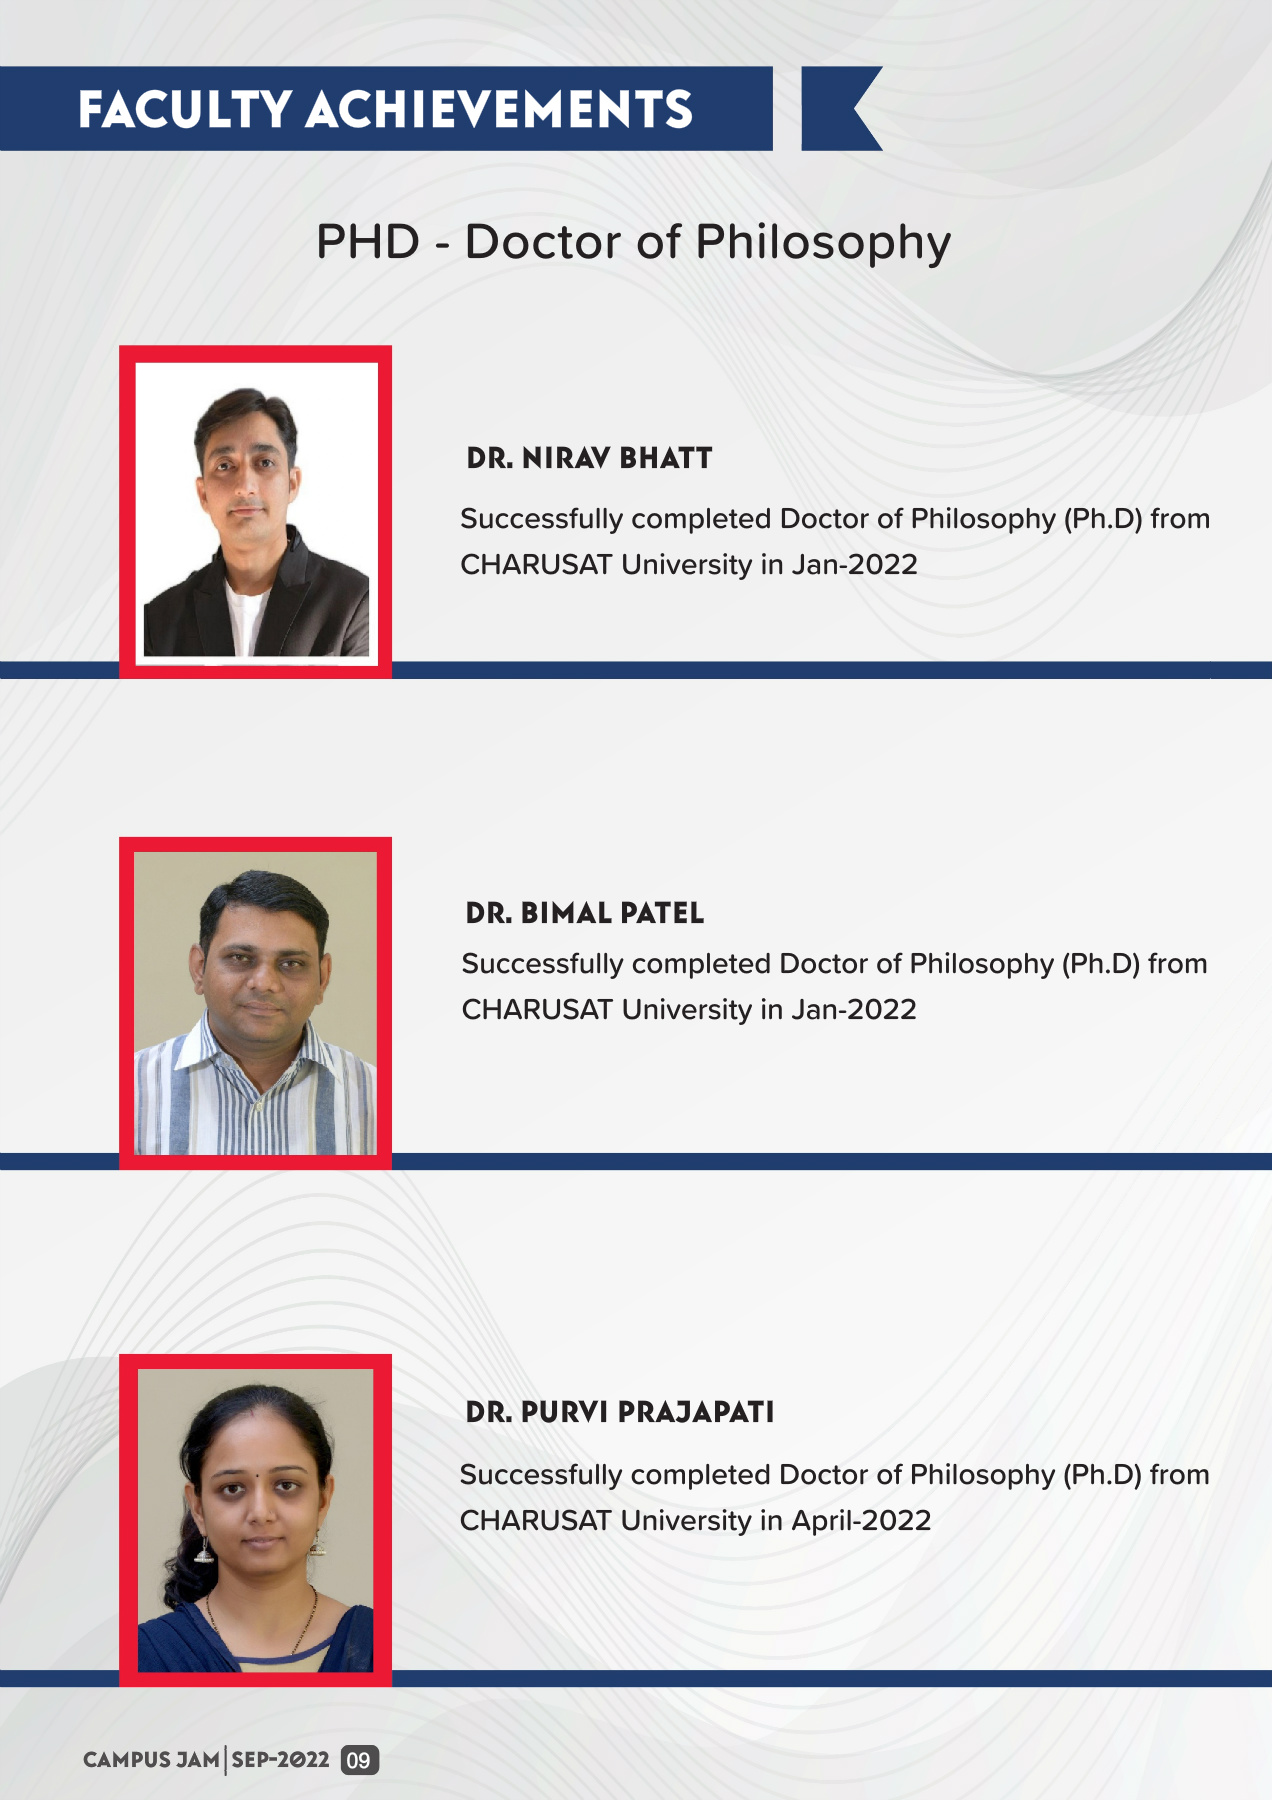 FACULTY ACHIEVEMENTS
PHD - Doctor of Philosophy
DR. NIRAV BHATT
Successfully completed Doctor of Philosophy (Ph.D) from
CHARUSAT University in Jan-2022
DR. BIMAL PATEL
Successfully completed Doctor of Philosophy (Ph.D) from
CHARUSAT University in Jan-2022
DR. PURVI PRAJAPATI
Successfully completed Doctor of Philosophy (Ph.D) from
CHARUSAT University in April-2022
CAMPUS JAM|SEP-2022 09